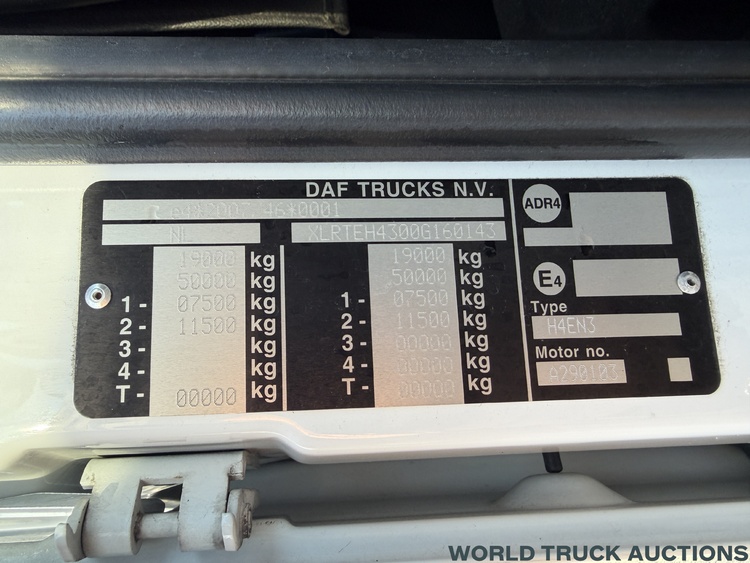 DAF TRUCKS N.V.
NL XLRTEH4300G160143
19000 kg 19000 kg
50000 kg 50000 kg
1- 07500 kg 1- 07500 kg
2- 11500 kg 2- 11500 kg
3- kg 3- 00000 kg
4- kg 4- 00000 kg
T- 00000 kg T- 00000 kg
ADR4
E4
Type
H4EN3
Motor no.
A290103
WORLD TRUCK AUCTIONS